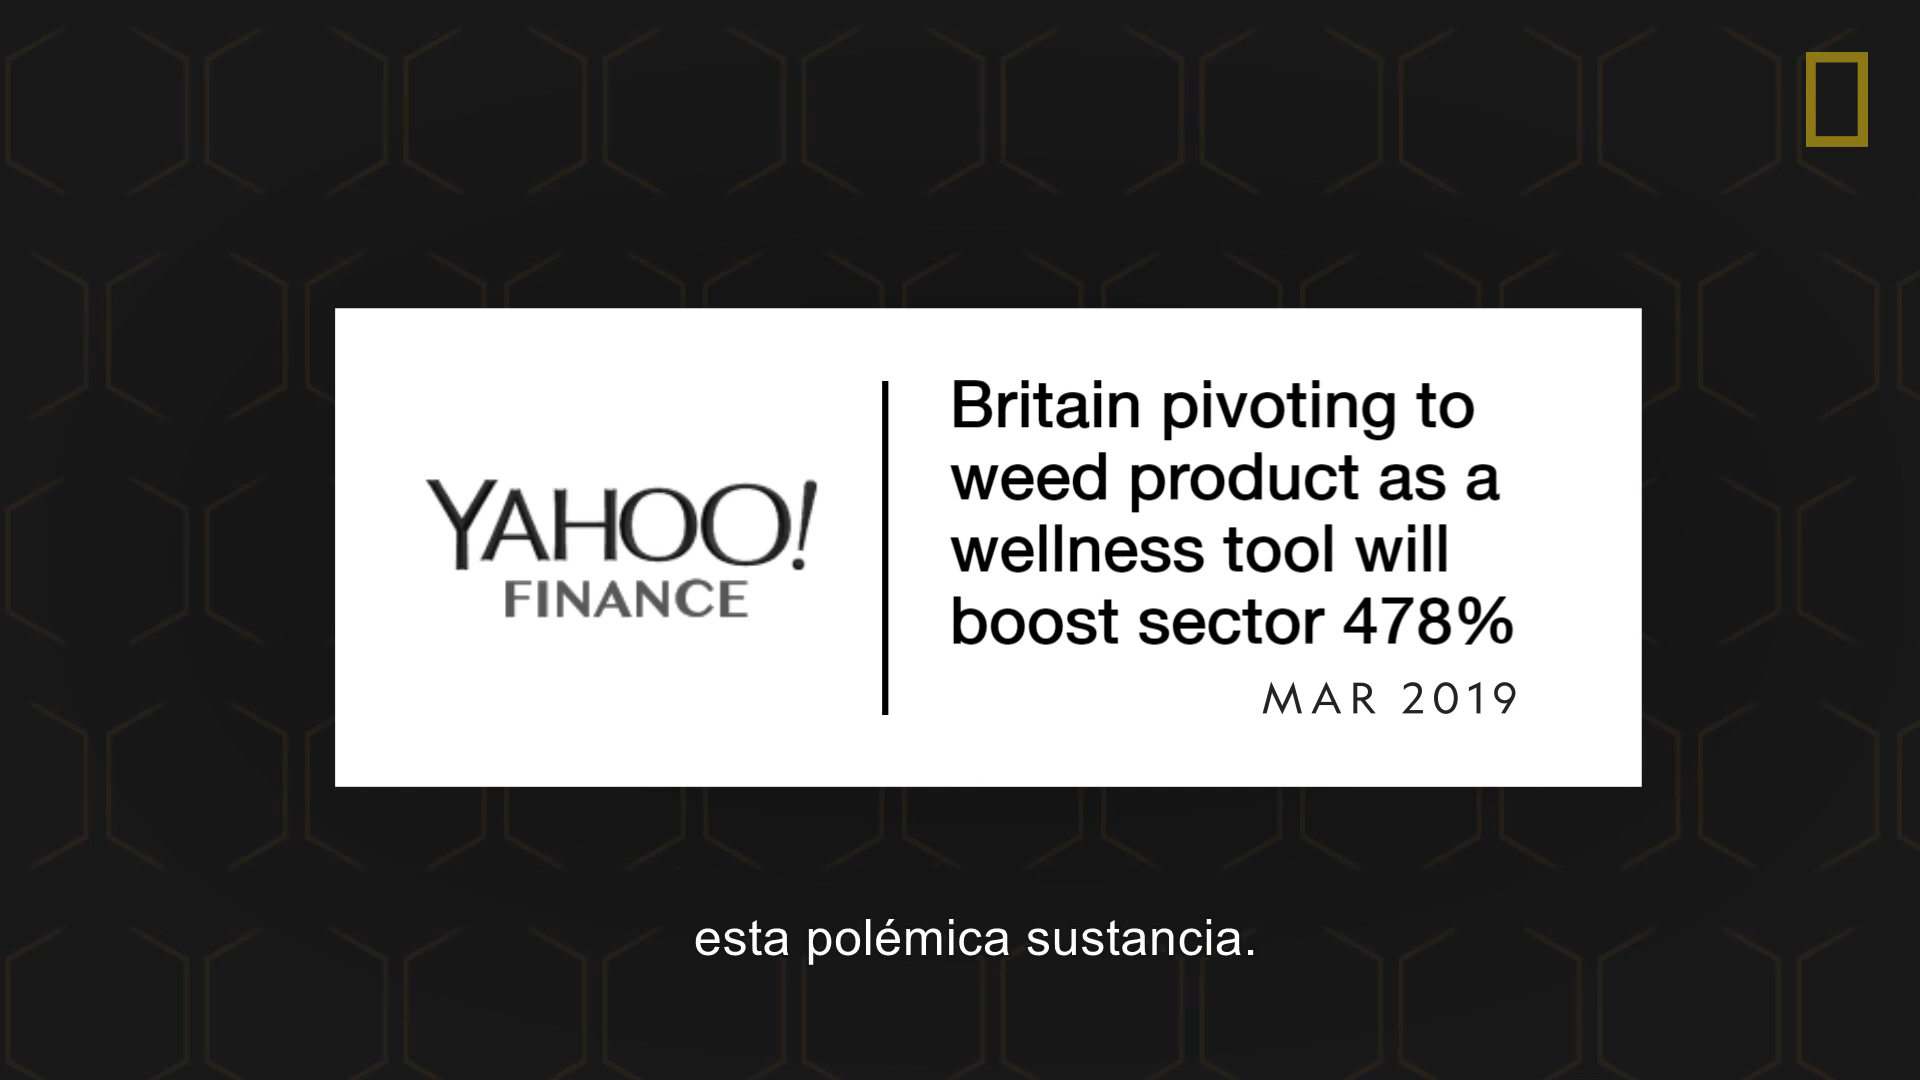 YAHOO!
FINANCE
Britain pivoting to
weed product as a
wellness tool will
boost sector 478%
MAR 2019
esta polémica sustancia.